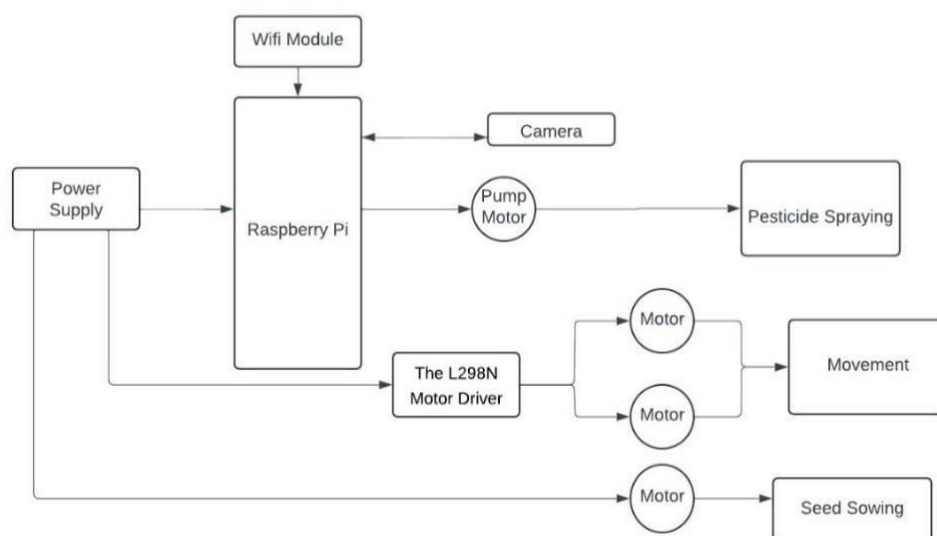 Wifi Module
Camera
Power
Supply
Raspberry Pi
Pump
Motor
Pesticide Spraying
Motor
The L298N
Motor Driver
Movement
Motor
Motor
Seed Sowing